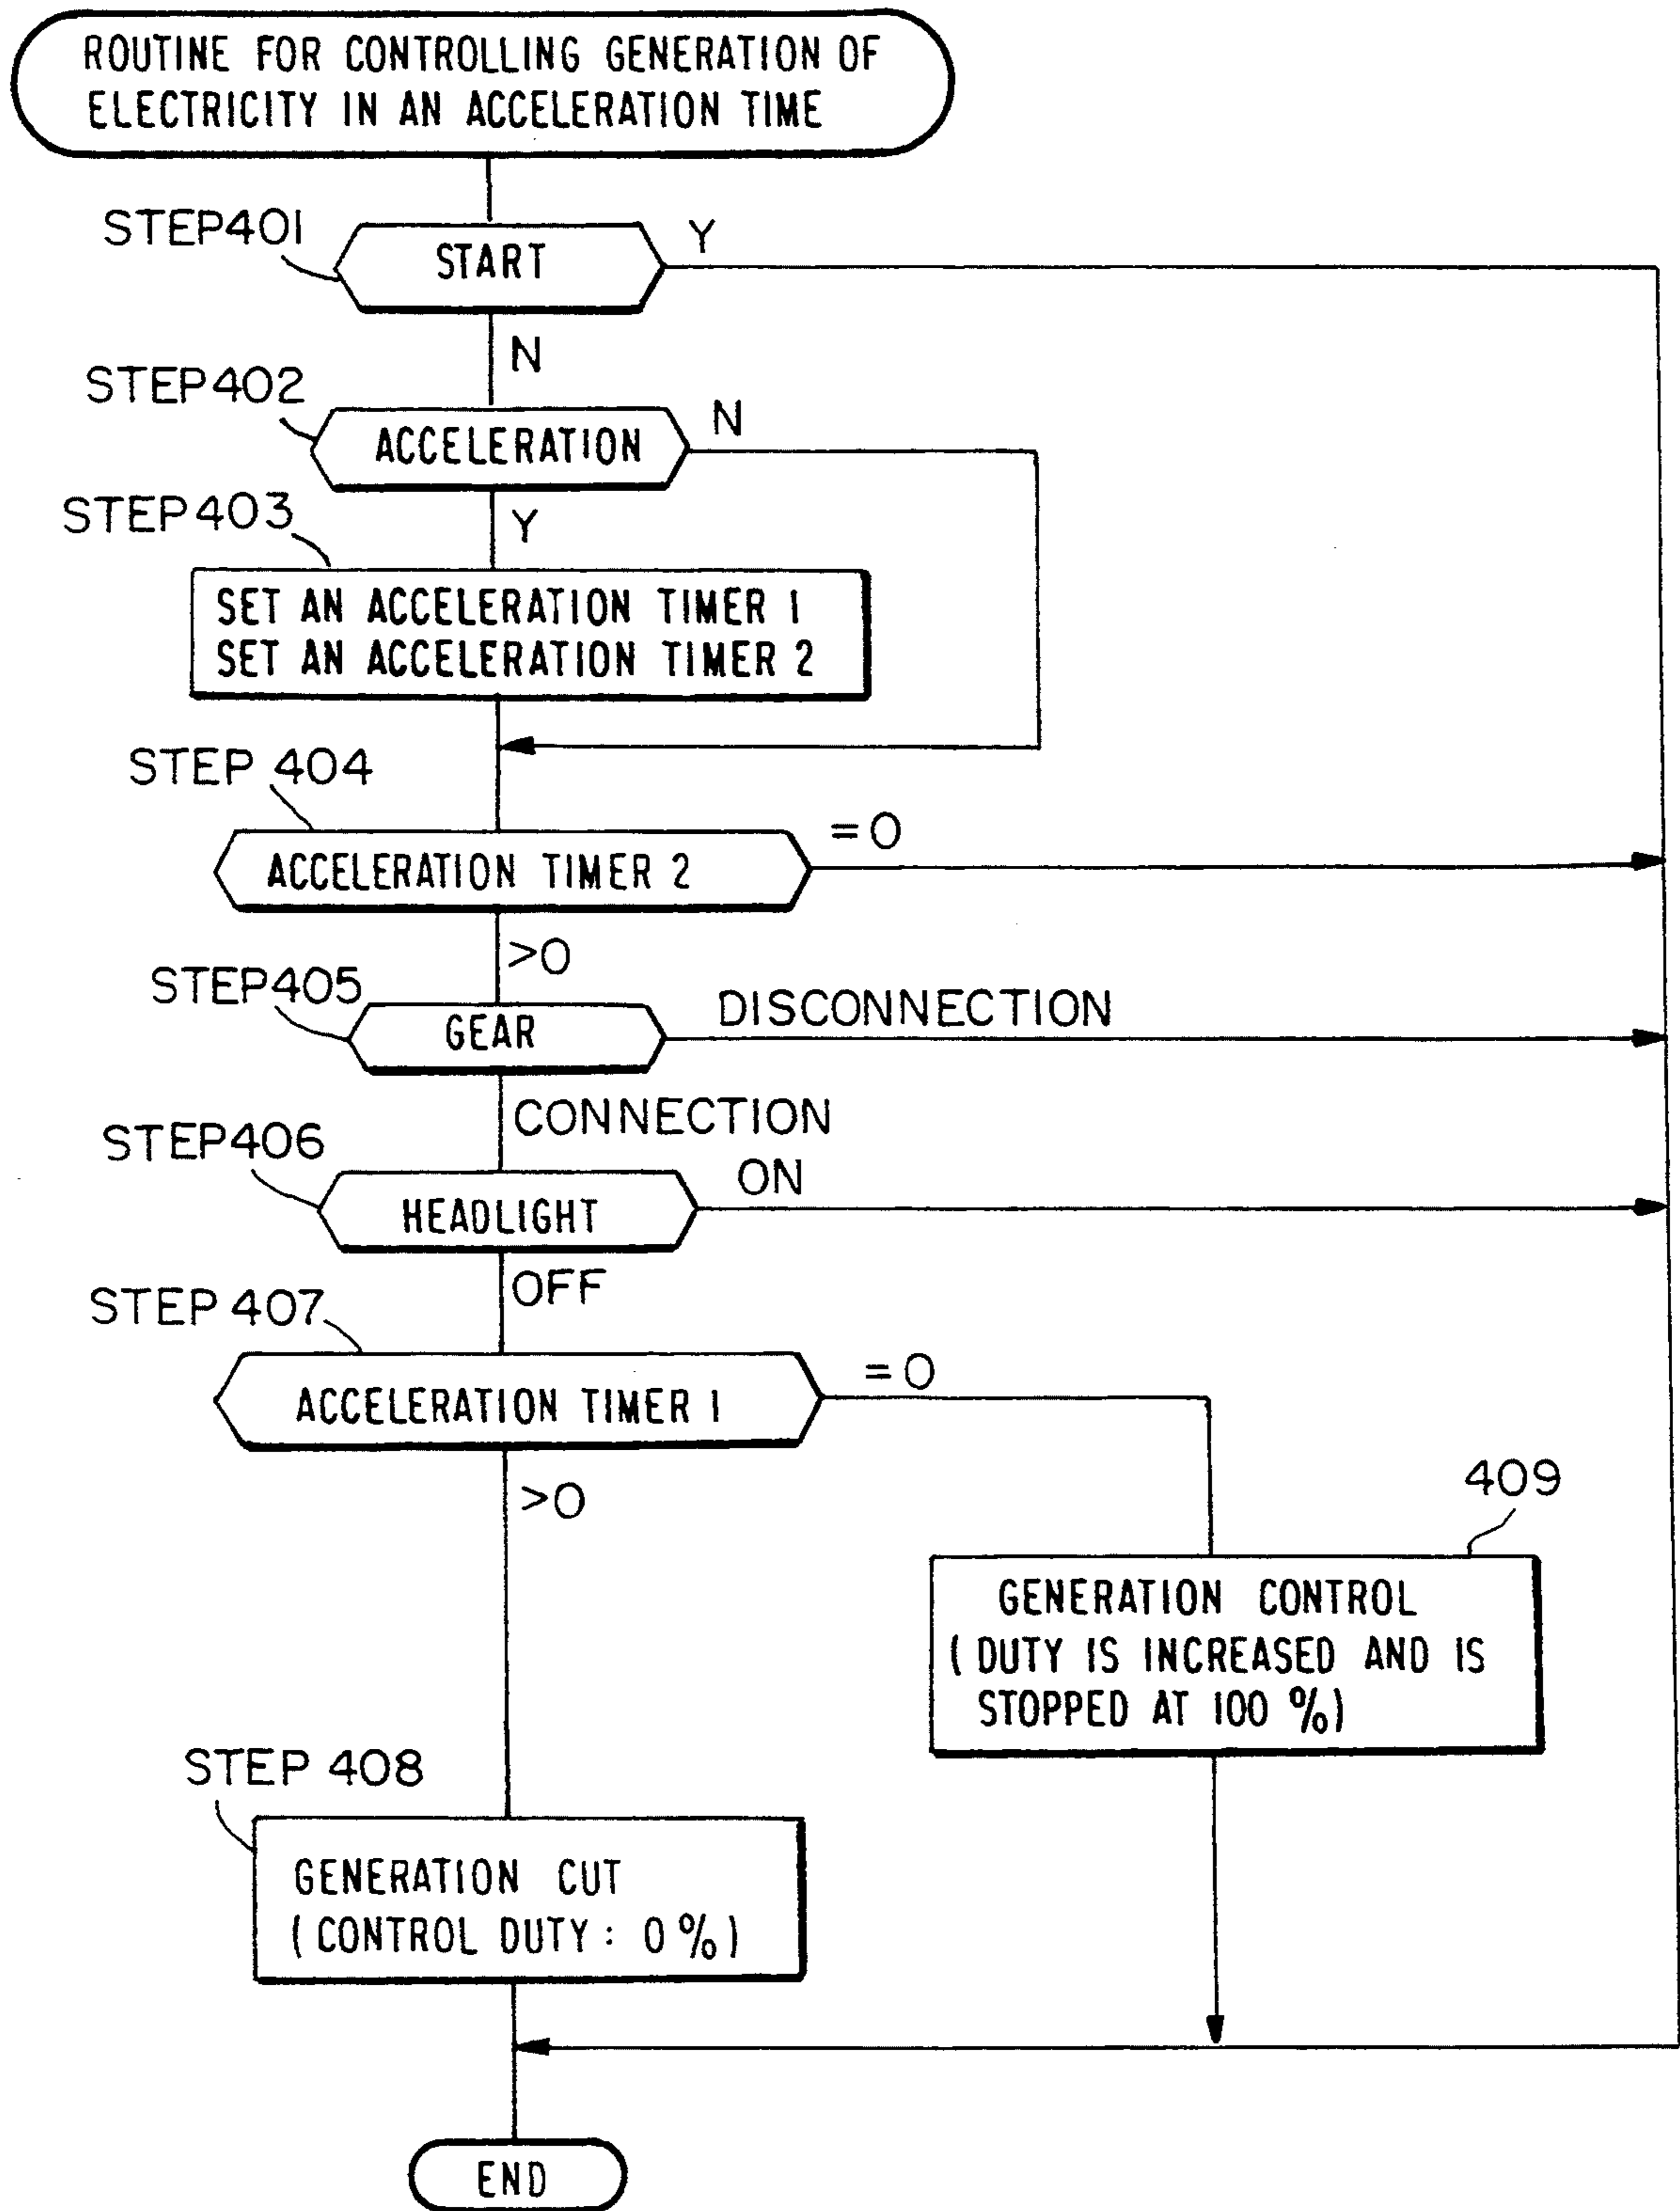 ROUTINE FOR CONTROLLING GENERATION OF
ELECTRICITY IN AN ACCELERATION TIME
STEP401
START
Y
N
STEP402
ACCELERATION
N
Y
STEP403
SET AN ACCELERATION TIMER 1
SET AN ACCELERATION TIMER 2
STEP 404
ACCELERATION TIMER 2
=0
>0
STEP405
GEAR
DISCONNECTION
CONNECTION
STEP406
HEADLIGHT
ON
OFF
STEP 407
ACCELERATION TIMER 1
=0
>0
409
GENERATION CONTROL
(DUTY IS INCREASED AND IS
STOPPED AT 100 %)
STEP 408
GENERATION CUT
(CONTROL DUTY: 0 %)
END